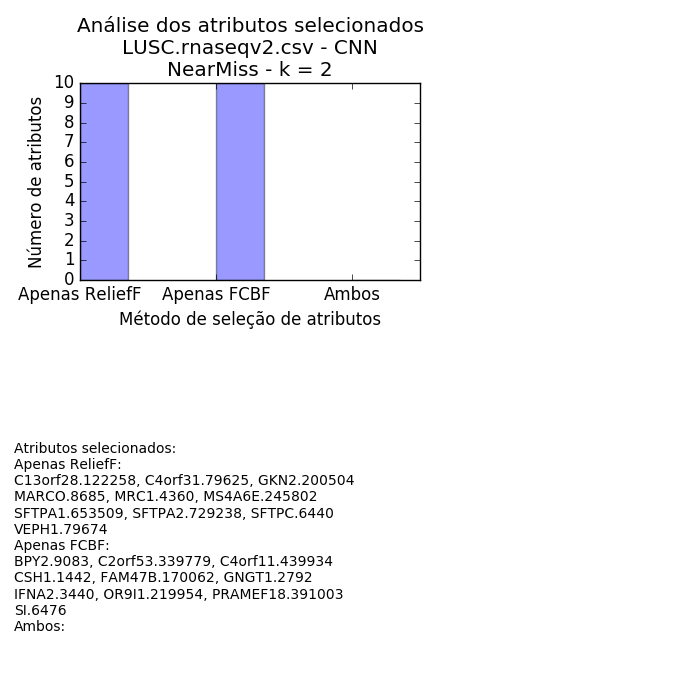 Análise dos atributos selecionados
LUSC.rnaseqv2.csv - CNN
NearMiss - k = 2
10
9
8
7
6
5
4
3
2
1
0
Número de atributos
Apenas ReliefF Apenas FCBF Ambos
Método de seleção de atributos
Atributos selecionados:
Apenas ReliefF:
C13orf28.122258, C4orf31.79625, GKN2.200504
MARCO.8685, MRC1.4360, MS4A6E.245802
SFTPA1.653509, SFTPA2.729238, SFTPC.6440
VEPH1.79674
Apenas FCBF:
BPY2.9083, C2orf53.339779, C4orf11.439934
CSH1.1442, FAM47B.170062, GNGT1.2792
IFNA2.3440, OR9I1.219954, PRAMEF18.391003
SI.6476
Ambos: